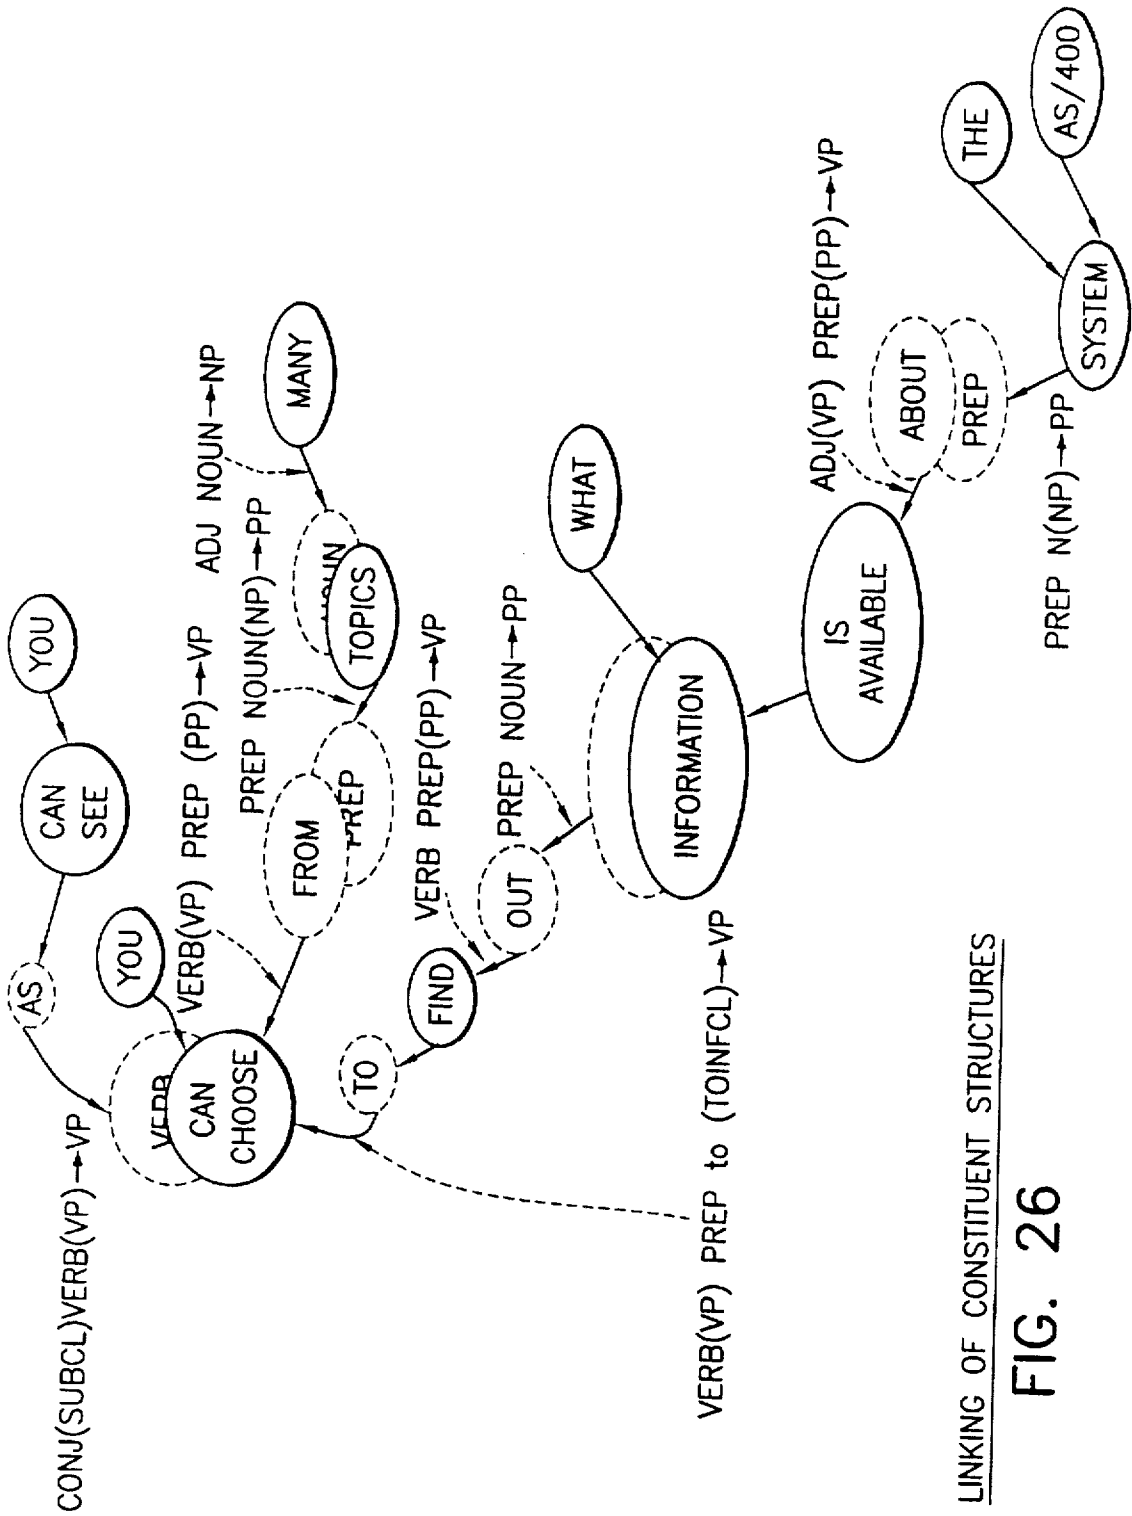 CONJ(SUBCL)VERB(VP)→VP
AS
CAN
SEE
YOU
VERB
YOU
CAN
CHOOSE
VERB(VP) PREP (PP)→VP
ADJ NOUN→NP
PREP NOUN(NP)→PP
FROM
PREP
NOUN
TOPICS
MANY
TO
FIND
VERB PREP(PP)→VP
OUT
PREP NOUN→PP
WHAT
INFORMATION
VERB(VP) PREP to (TOINFCL)→VP
IS
AVAILABLE
ADJ(VP) PREP(PP)→VP
ABOUT
PREP
THE
AS/400
SYSTEM
PREP N(NP)→PP
LINKING OF CONSTITUENT STRUCTURES
FIG. 26